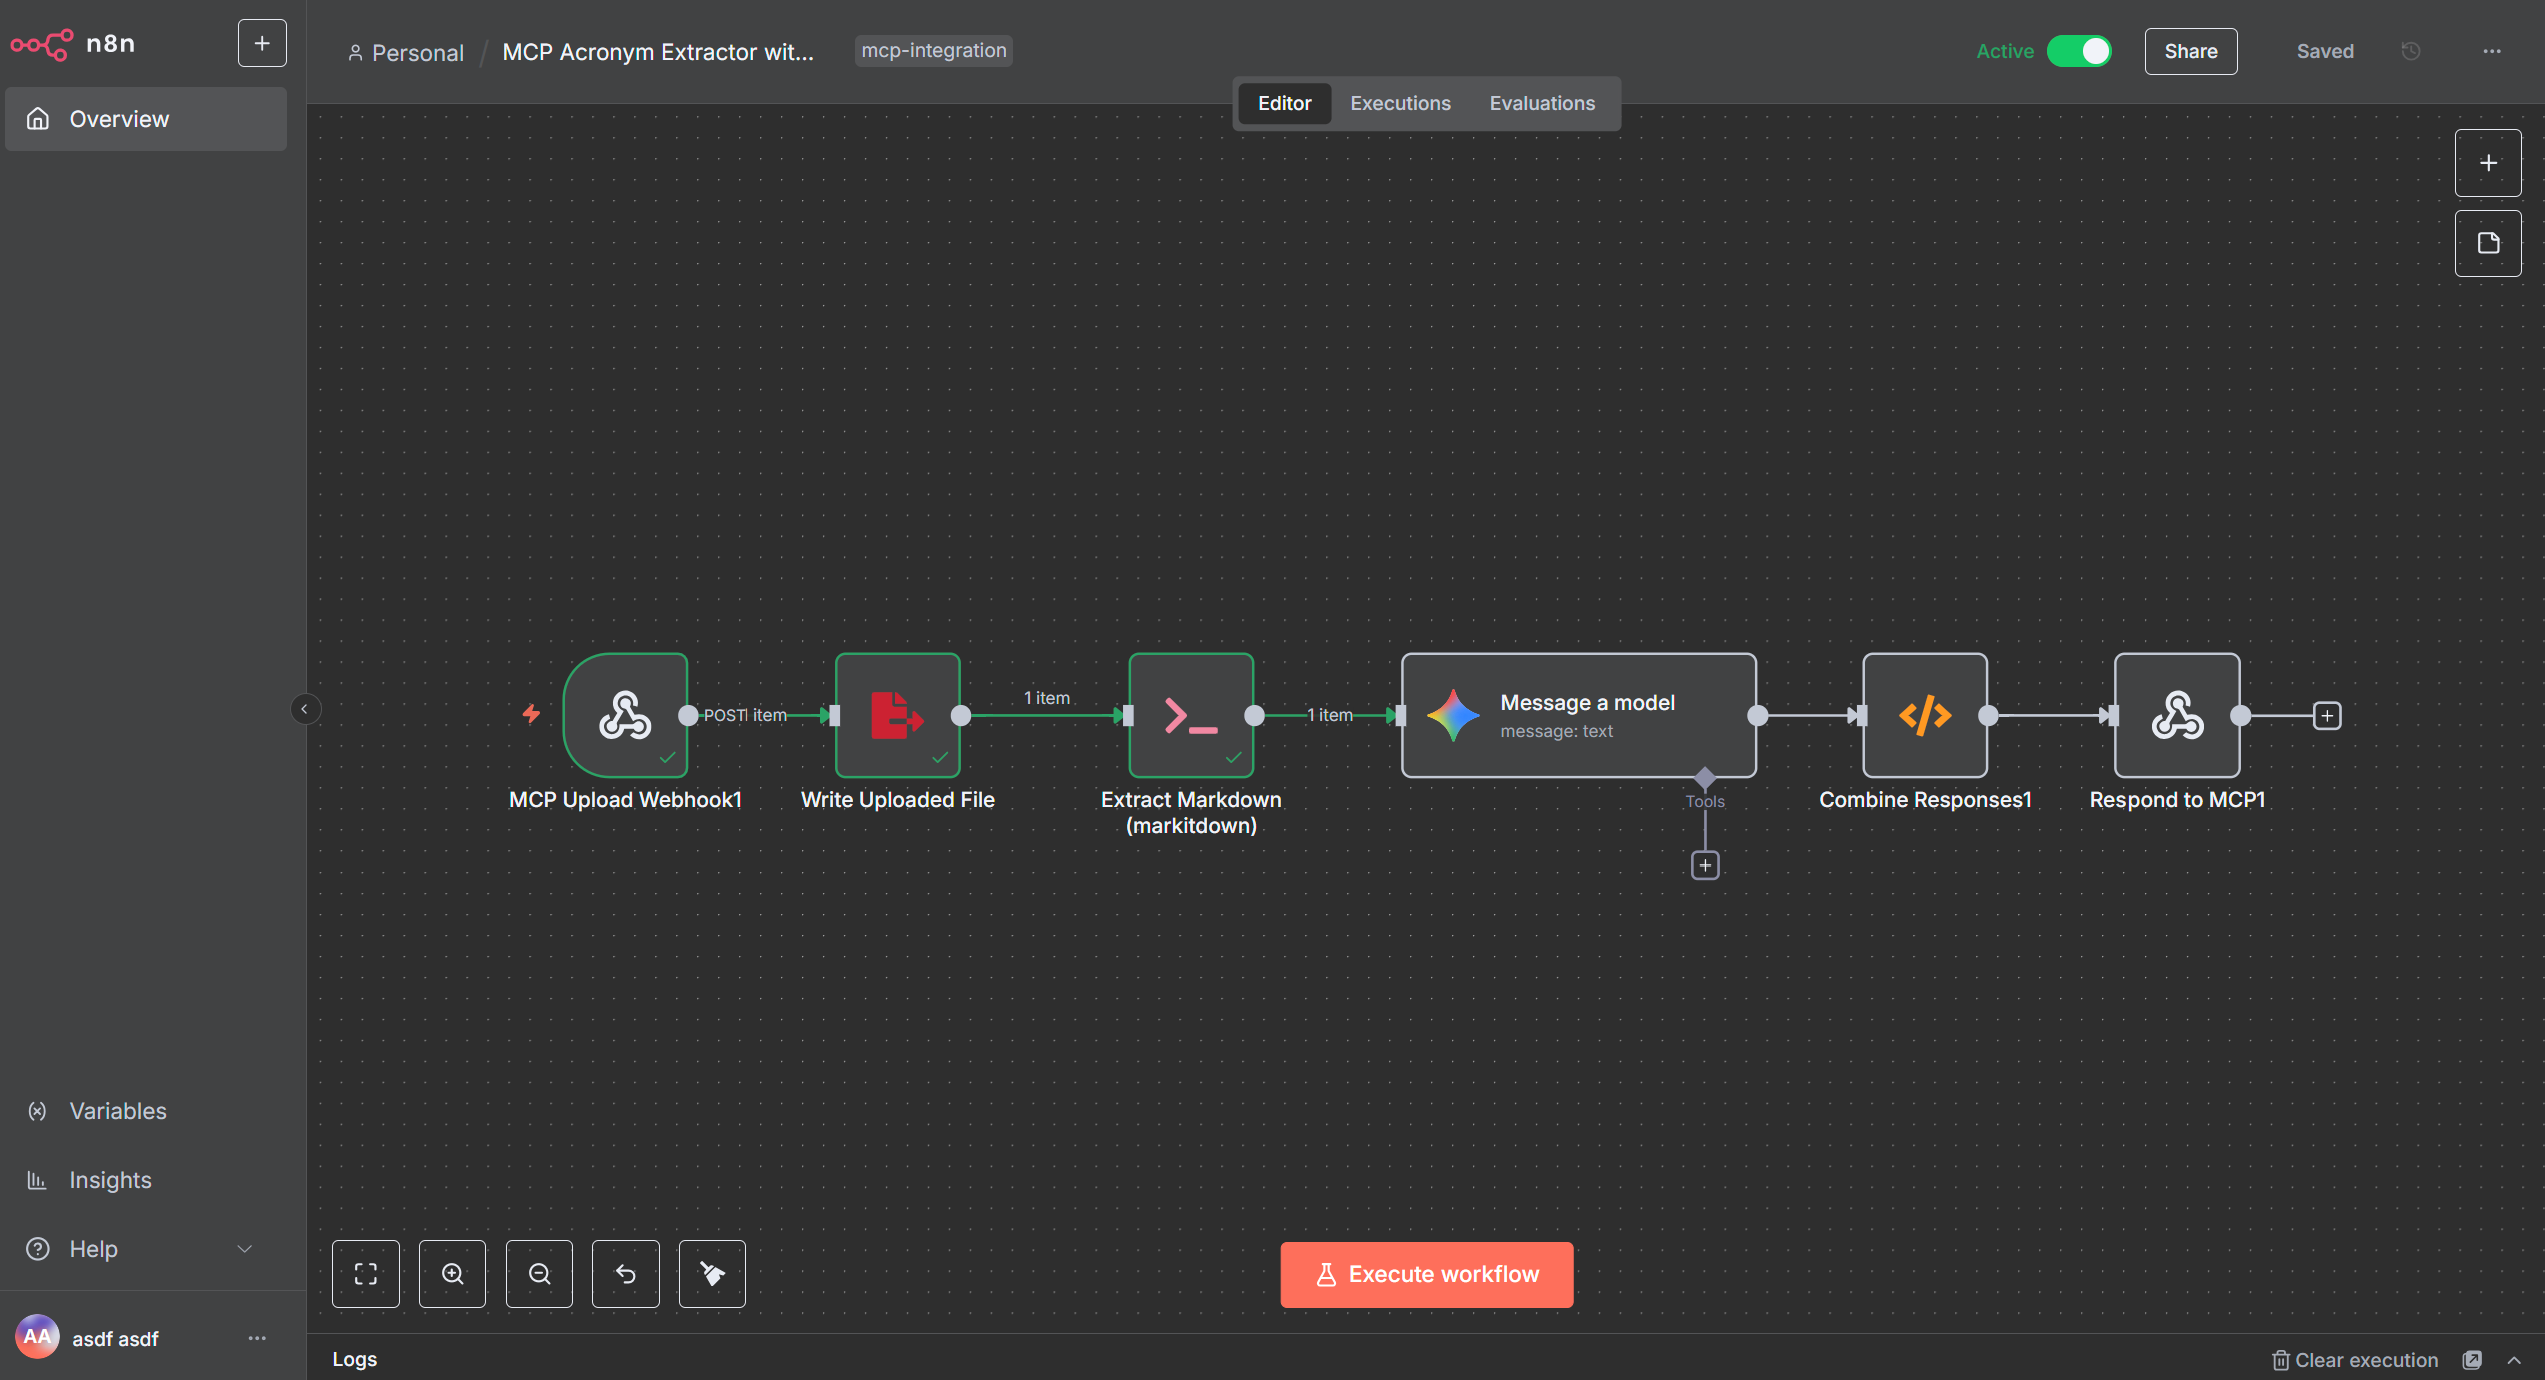 n8n
Personal / MCP Acronym Extractor wit...
mcp-integration
Active
Share
Saved
Editor
Executions
Evaluations
Overview
POST
item
1 item
1 item
Message a model
message: text
Tools
MCP Upload Webhook1
Write Uploaded File
Extract Markdown
(markitdown)
Combine Responses1
Respond to MCP1
Variables
Insights
Help
Execute workflow
AA
asdf asdf
Logs
Clear execution